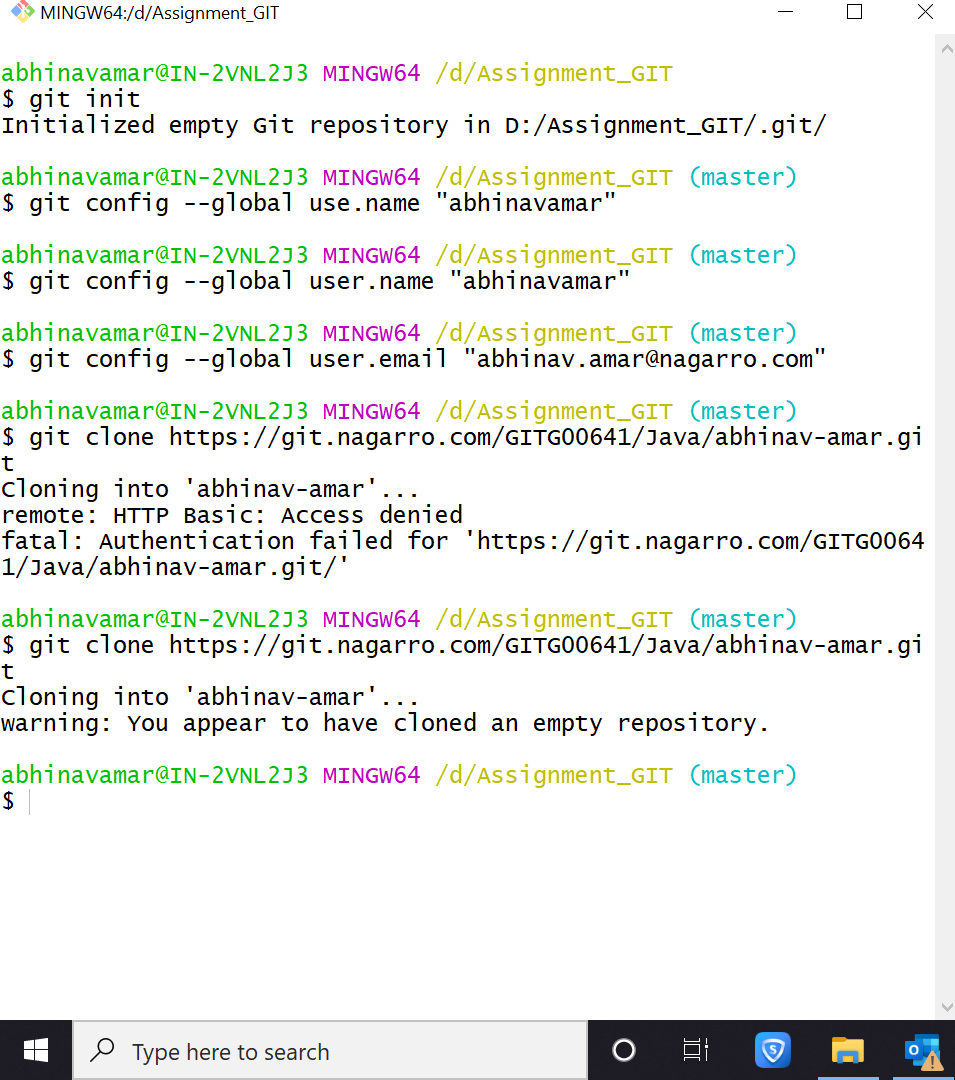 MINGW64:/d/Assignment_GIT
abhinavamar@IN-2VNL2J3 MINGW64 /d/Assignment_GIT
$ git init
Initialized empty Git repository in D:/Assignment_GIT/.git/
abhinavamar@IN-2VNL2J3 MINGW64 /d/Assignment_GIT (master)
$ git config --global use.name "abhinavamar"
abhinavamar@IN-2VNL2J3 MINGW64 /d/Assignment_GIT (master)
$ git config --global user.name "abhinavamar"
abhinavamar@IN-2VNL2J3 MINGW64 /d/Assignment_GIT (master)
$ git config --global user.email "abhinav.amar@nagarro.com"
abhinavamar@IN-2VNL2J3 MINGW64 /d/Assignment_GIT (master)
$ git clone https://git.nagarro.com/GITG00641/Java/abhinav-amar.gi
t
Cloning into 'abhinav-amar'...
remote: HTTP Basic: Access denied
fatal: Authentication failed for 'https://git.nagarro.com/GITG0064
1/Java/abhinav-amar.git/'
abhinavamar@IN-2VNL2J3 MINGW64 /d/Assignment_GIT (master)
$ git clone https://git.nagarro.com/GITG00641/Java/abhinav-amar.gi
t
Cloning into 'abhinav-amar'...
warning: You appear to have cloned an empty repository.
abhinavamar@IN-2VNL2J3 MINGW64 /d/Assignment_GIT (master)
$
Type here to search